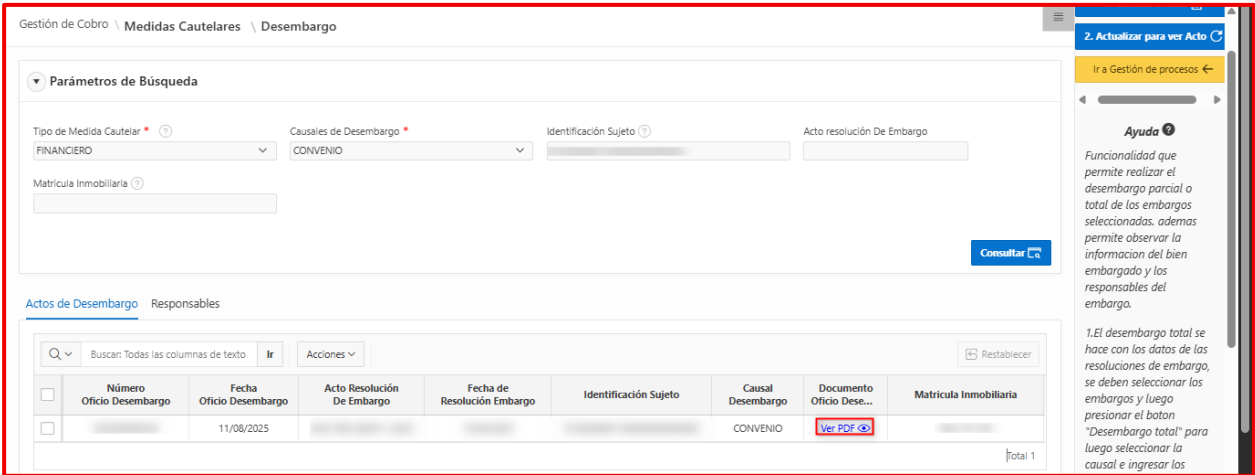 Gestión de Cobro \ Medidas Cautelares \ Desembargo
2. Actualizar para ver Acto
Ir a Gestión de procesos
Parámetros de Búsqueda
Tipo de Medida Cautelar *
Causales de Desembargo *
Identificación Sujeto
Acto resolución De Embargo
FINANCIERO
CONVENIO
Matricula Inmobiliaria
Consultar
Actos de Desembargo
Responsables
Buscar: Todas las columnas de texto
Ir
Acciones
Restablecer
Número
Oficio Desembargo
Fecha
Oficio Desembargo
Acto Resolución
De Embargo
Fecha de
Resolución Embargo
Identificación Sujeto
Causal
Desembargo
Documento
Oficio Dese...
Matricula Inmobiliaria
11/08/2025
CONVENIO
Ver PDF
Total 1
Ayuda
Funcionalidad que
permite realizar el
desembargo parcial o
total de los embargos
seleccionadas. ademas
permite observar la
informacion del bien
embargado y los
responsables del
embargo.
1.El desembargo total se
hace con los datos de las
resoluciones de embargo,
se deben seleccionar los
embargos y luego
presionar el boton
"Desembargo total" para
luego seleccionar la
causal e ingresar los